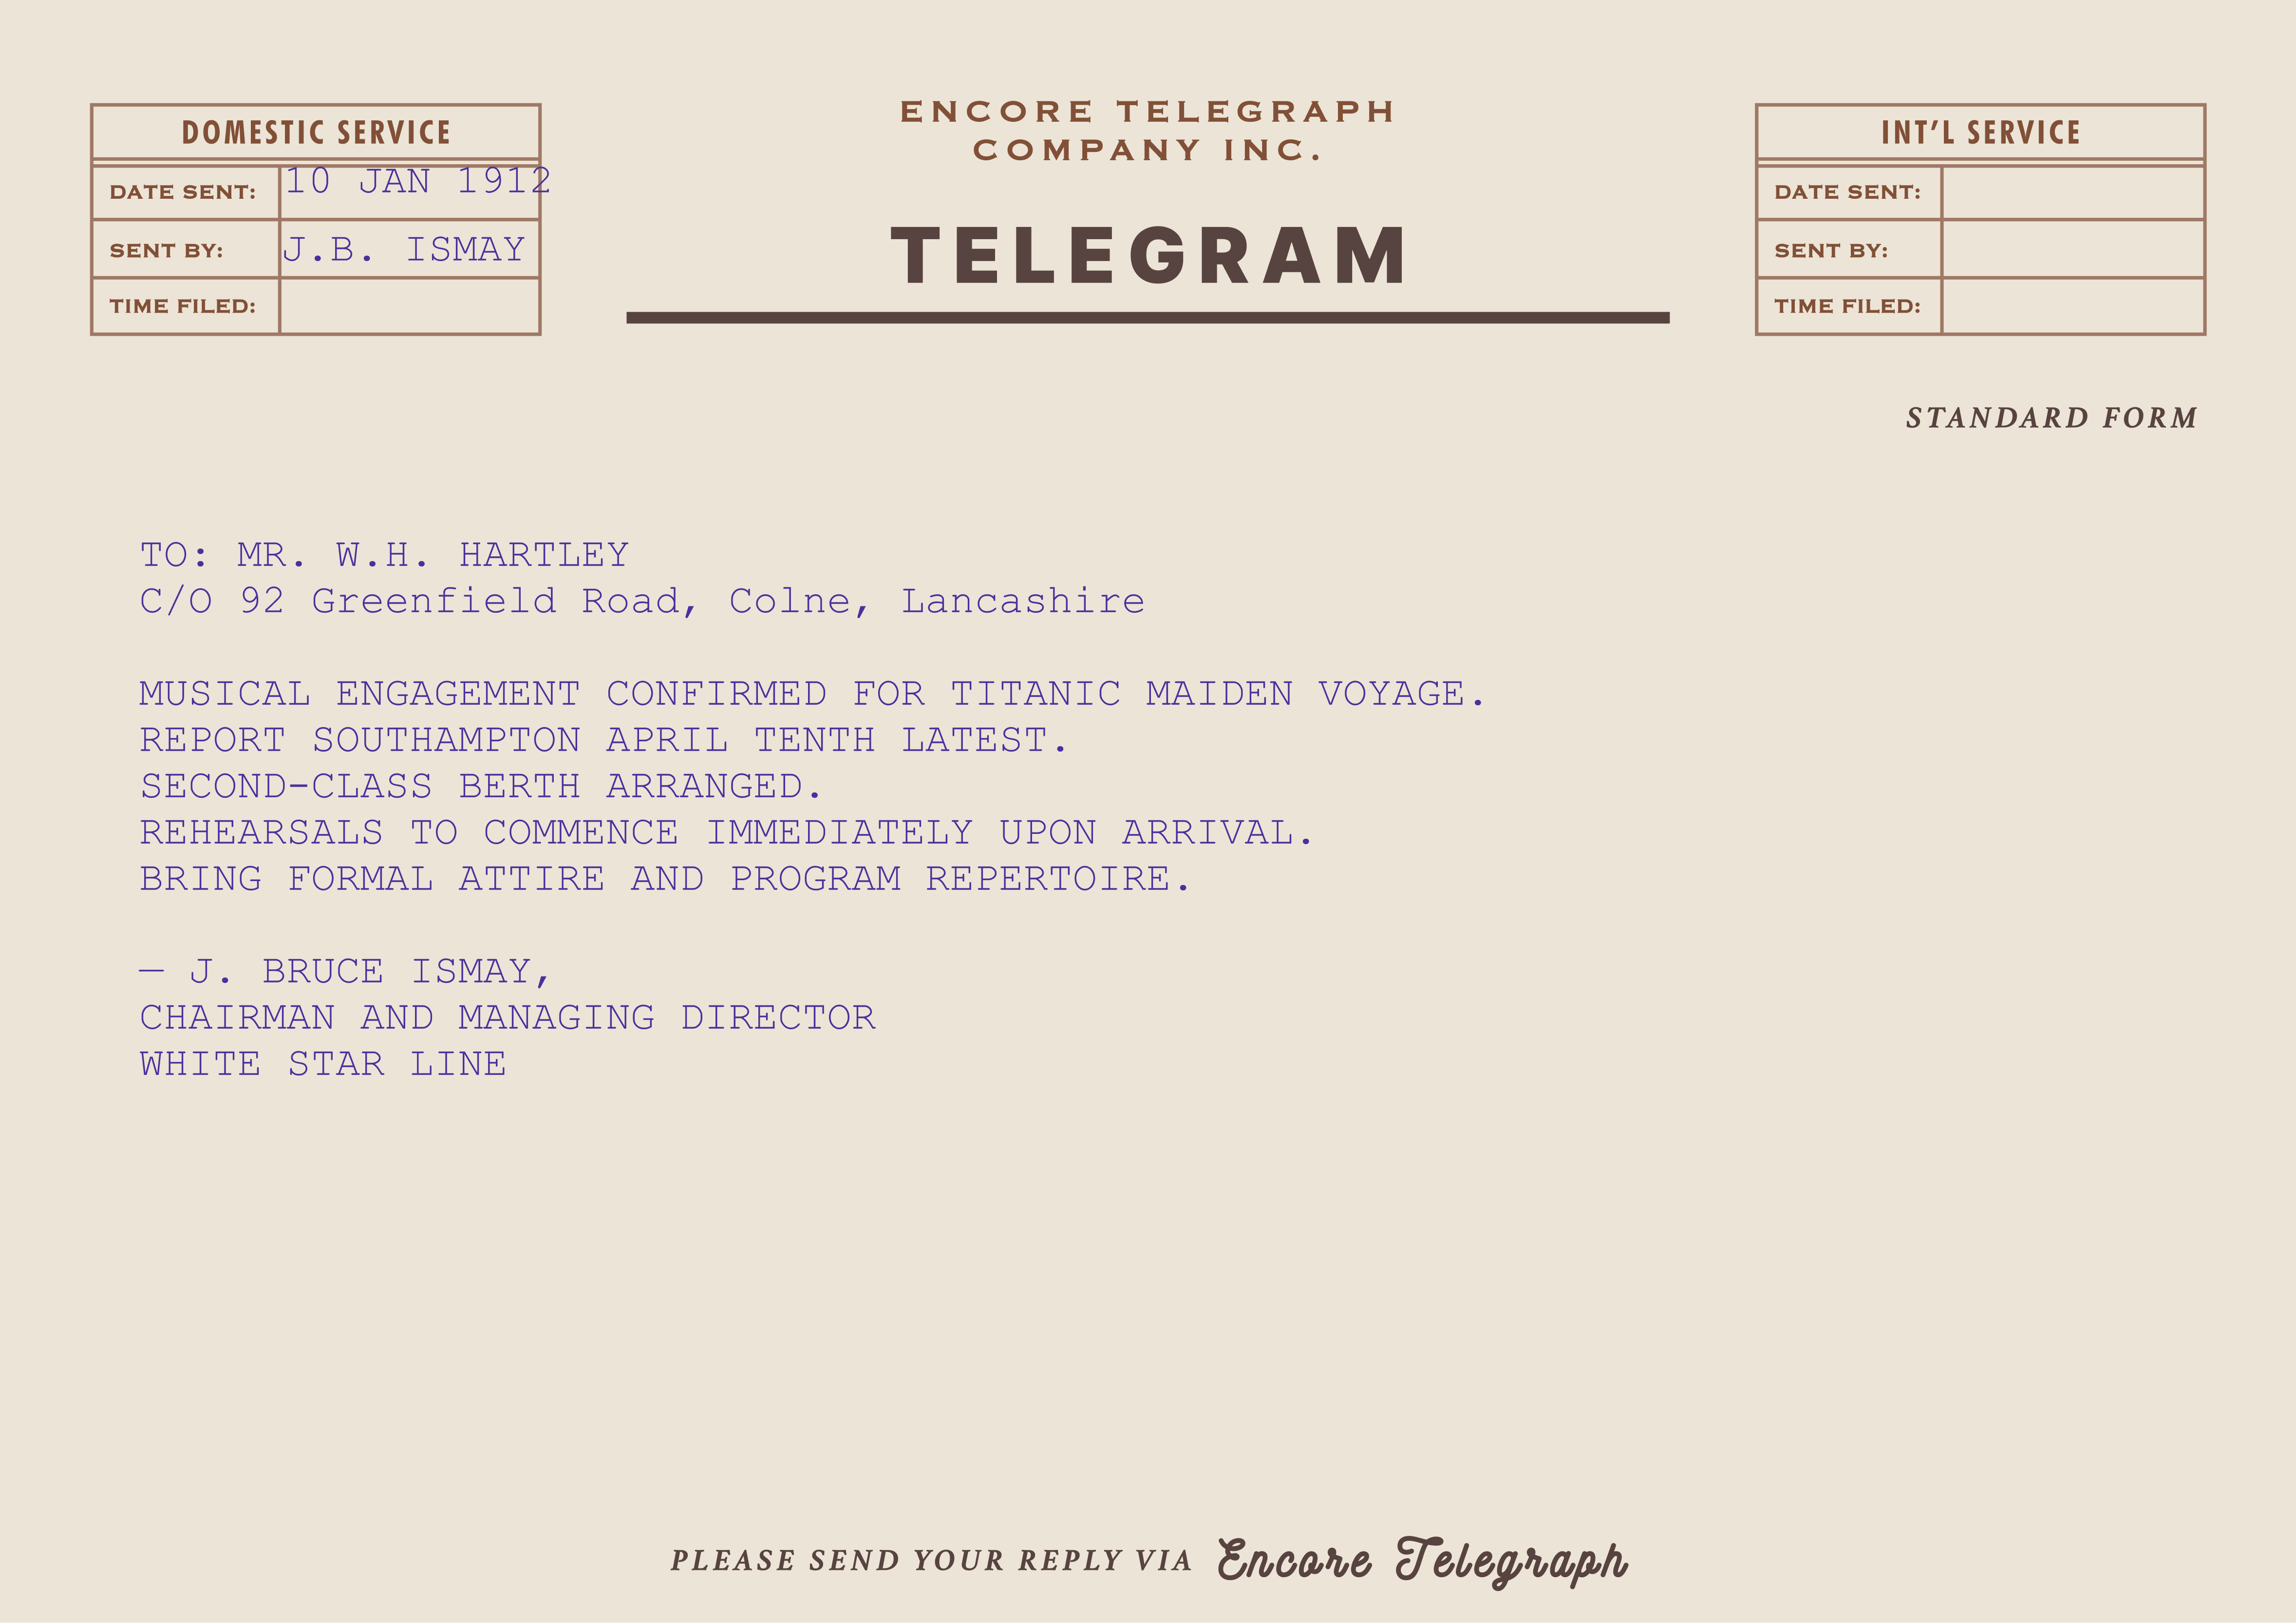 ENCORE TELEGRAPH
COMPANY INC.
TELEGRAM
DOMESTIC SERVICE
DATE SENT: 10 JAN 1912
SENT BY: J.B. ISMAY
TIME FILED:
INT’L SERVICE
DATE SENT:
SENT BY:
TIME FILED:
STANDARD FORM
TO: MR. W.H. HARTLEY
C/O 92 Greenfield Road, Colne, Lancashire
MUSICAL ENGAGEMENT CONFIRMED FOR TITANIC MAIDEN VOYAGE.
REPORT SOUTHAMPTON APRIL TENTH LATEST.
SECOND-CLASS BERTH ARRANGED.
REHEARSALS TO COMMENCE IMMEDIATELY UPON ARRIVAL.
BRING FORMAL ATTIRE AND PROGRAM REPERTOIRE.
— J. BRUCE ISMAY,
CHAIRMAN AND MANAGING DIRECTOR
WHITE STAR LINE
PLEASE SEND YOUR REPLY VIA Encore Telegraph